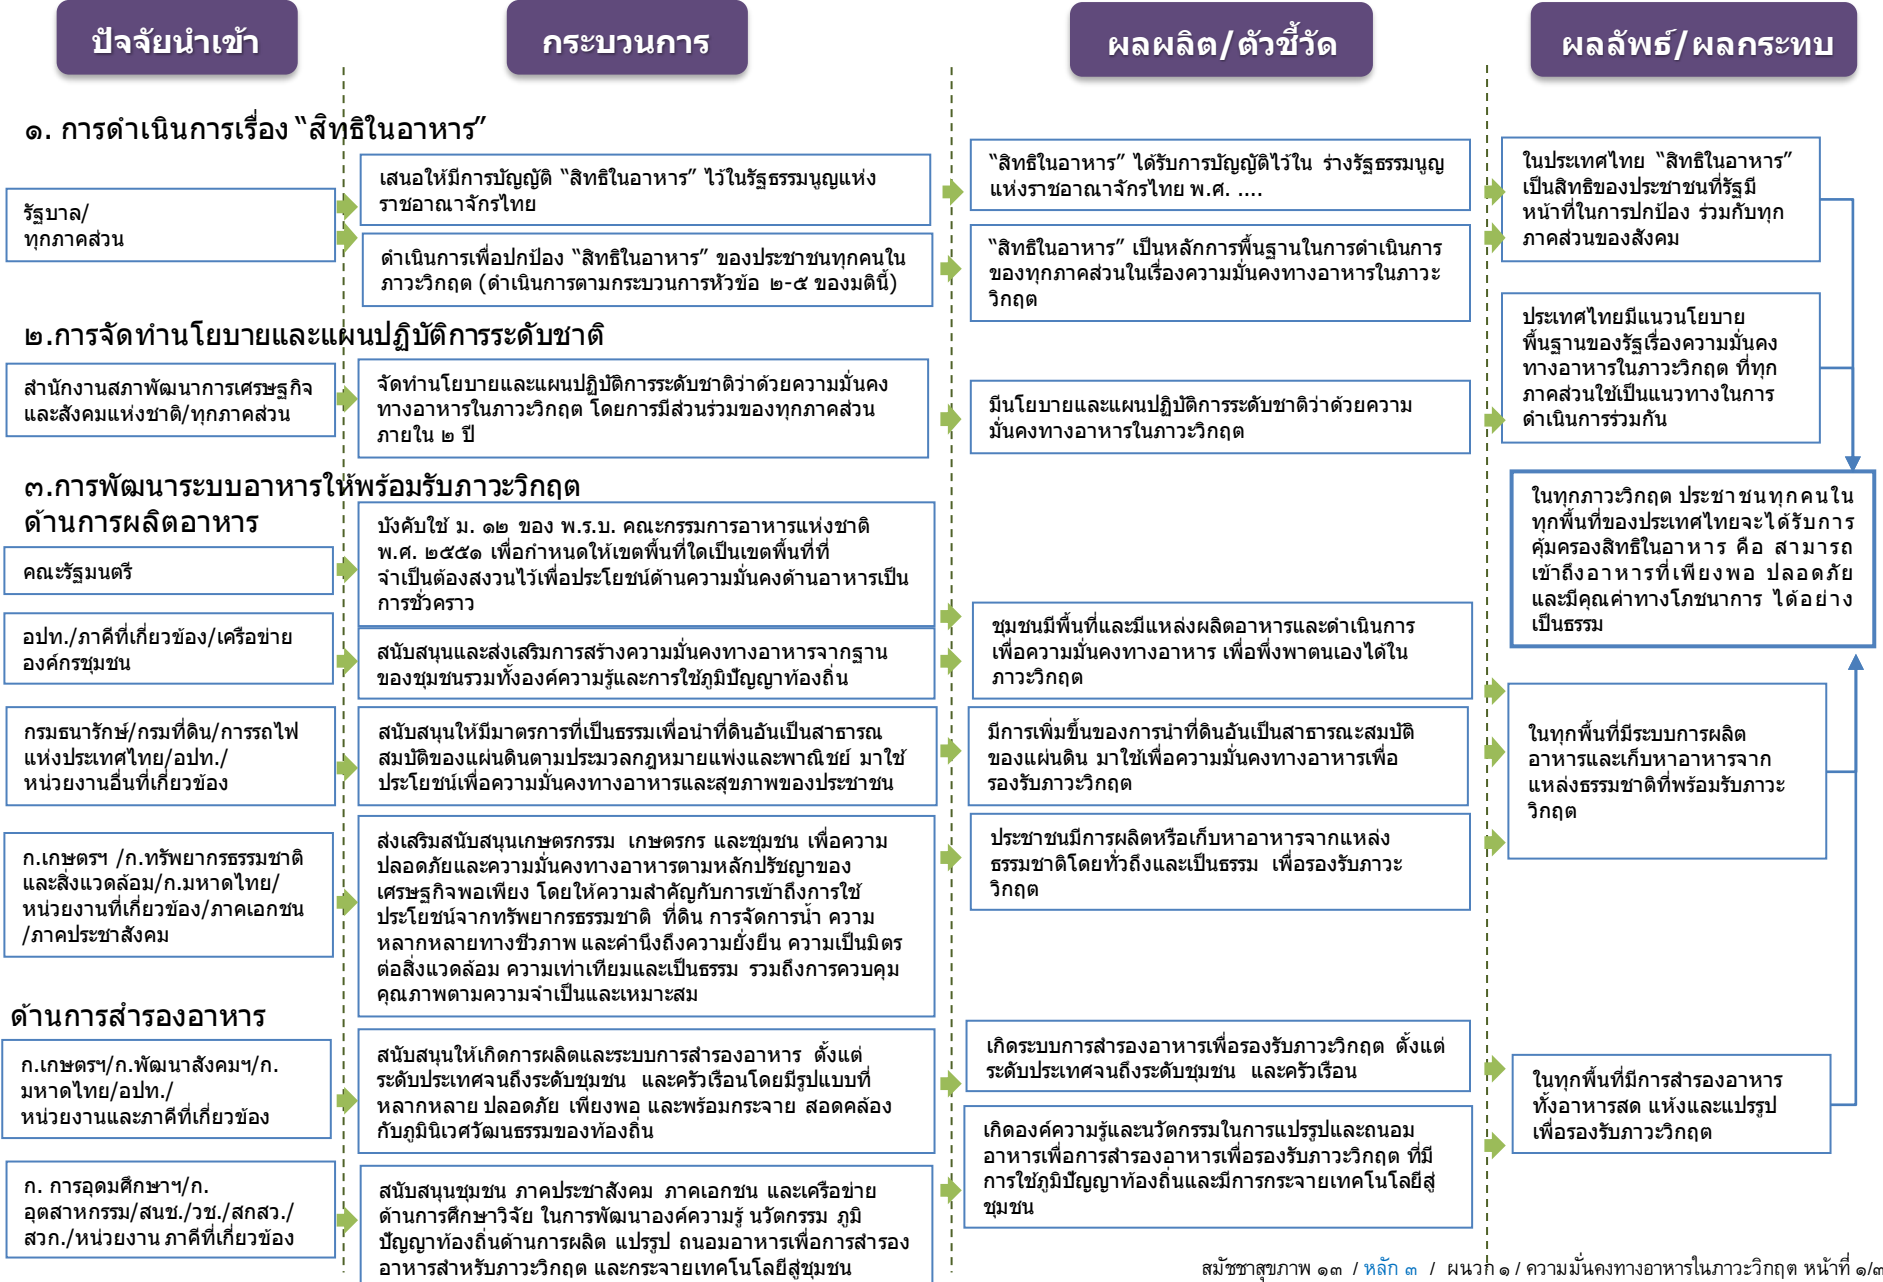 ปัจจัยนำเข้า
กระบวนการ
ผลผลิต/ตัวชี้วัด
ผลลัพธ์/ผลกระทบ
๑. การดำเนินการเรื่อง “สิทธิในอาหาร”
รัฐบาล/
ทุกภาคส่วน
เสนอให้มีการบัญญัติ “สิทธิในอาหาร” ไว้ในรัฐธรรมนูญแห่ง
ราชอาณาจักรไทย
ดำเนินการเพื่อปกป้อง “สิทธิในอาหาร” ของประชาชนทุกคนใน
ภาวะวิกฤต (ดำเนินการตามกระบวนการหัวข้อ ๒-๕ ของมตินี้)
“สิทธิในอาหาร” ได้รับการบัญญัติไว้ใน ร่างรัฐธรรมนูญ
แห่งราชอาณาจักรไทย พ.ศ. ....
“สิทธิในอาหาร” เป็นหลักการพื้นฐานในการดำเนินการ
ของทุกภาคส่วนในเรื่องความมั่นคงทางอาหารในภาวะ
วิกฤต
ในประเทศไทย “สิทธิในอาหาร”
เป็นสิทธิของประชาชนที่รัฐมี
หน้าที่ในการปกป้อง ร่วมกับทุก
ภาคส่วนของสังคม
๒.การจัดทำนโยบายและแผนปฏิบัติการระดับชาติ
สำนักงานสภาพัฒนาการเศรษฐกิจ
และสังคมแห่งชาติ/ทุกภาคส่วน
จัดทำนโยบายและแผนปฏิบัติการระดับชาติว่าด้วยความมั่นคง
ทางอาหารในภาวะวิกฤต โดยการมีส่วนร่วมของทุกภาคส่วน
ภายใน ๒ ปี
มีนโยบายและแผนปฏิบัติการระดับชาติว่าด้วยความ
มั่นคงทางอาหารในภาวะวิกฤต
ประเทศไทยมีแนวนโยบาย
พื้นฐานของรัฐเรื่องความมั่นคง
ทางอาหารในภาวะวิกฤต ที่ทุก
ภาคส่วนใช้เป็นแนวทางในการ
ดำเนินการร่วมกัน
ในทุกภาวะวิกฤต ประชาชนทุกคนใน
ทุกพื้นที่ของประเทศไทยจะได้รับการ
คุ้มครองสิทธิในอาหาร คือ สามารถ
เข้าถึงอาหารที่เพียงพอ ปลอดภัย
และมีคุณค่าทางโภชนาการ ได้อย่าง
เป็นธรรม
๓.การพัฒนาระบบอาหารให้พร้อมรับภาวะวิกฤต
ด้านการผลิตอาหาร
คณะรัฐมนตรี
บังคับใช้ ม. ๑๒ ของ พ.ร.บ. คณะกรรมการอาหารแห่งชาติ
พ.ศ. ๒๕๕๑ เพื่อกำหนดให้เขตพื้นที่ใดเป็นเขตพื้นที่ที่
จำเป็นต้องสงวนไว้เพื่อประโยชน์ด้านความมั่นคงด้านอาหารเป็น
การชั่วคราว
อปท./ภาคีที่เกี่ยวข้อง/เครือข่าย
องค์กรชุมชน
สนับสนุนและส่งเสริมการสร้างความมั่นคงทางอาหารจากฐาน
ของชุมชนรวมทั้งองค์ความรู้และการใช้ภูมิปัญญาท้องถิ่น
ชุมชนมีพื้นที่และมีแหล่งผลิตอาหารและดำเนินการ
เพื่อความมั่นคงทางอาหาร เพื่อพึ่งพาตนเองได้ใน
ภาวะวิกฤต
กรมธนารักษ์/กรมที่ดิน/การรถไฟ
แห่งประเทศไทย/อปท./
หน่วยงานอื่นที่เกี่ยวข้อง
สนับสนุนให้มีมาตรการที่เป็นธรรมเพื่อนำที่ดินอันเป็นสาธารณ
สมบัติของแผ่นดินตามประมวลกฎหมายแพ่งและพาณิชย์ มาใช้
ประโยชน์เพื่อความมั่นคงทางอาหารและสุขภาพของประชาชน
มีการเพิ่มขึ้นของการนำที่ดินอันเป็นสาธารณะสมบัติ
ของแผ่นดิน มาใช้เพื่อความมั่นคงทางอาหารเพื่อ
รองรับภาวะวิกฤต
ในทุกพื้นที่มีระบบการผลิต
อาหารและเก็บหาอาหารจาก
แหล่งธรรมชาติที่พร้อมรับภาวะ
วิกฤต
ก.เกษตรฯ /ก.ทรัพยากรธรรมชาติ
และสิ่งแวดล้อม/ก.มหาดไทย/
หน่วยงานที่เกี่ยวข้อง/ภาคเอกชน
/ภาคประชาสังคม
ส่งเสริมสนับสนุนเกษตรกรรม เกษตรกร และชุมชน เพื่อความ
ปลอดภัยและความมั่นคงทางอาหารตามหลักปรัชญาของ
เศรษฐกิจพอเพียง โดยให้ความสำคัญกับการเข้าถึงการใช้
ประโยชน์จากทรัพยากรธรรมชาติ ที่ดิน การจัดการน้ำ ความ
หลากหลายทางชีวภาพ และคำนึงถึงความยั่งยืน ความเป็นมิตร
ต่อสิ่งแวดล้อม ความเท่าเทียมและเป็นธรรม รวมถึงการควบคุม
คุณภาพตามความจำเป็นและเหมาะสม
ประชาชนมีการผลิตหรือเก็บหาอาหารจากแหล่ง
ธรรมชาติโดยทั่วถึงและเป็นธรรม เพื่อรองรับภาวะ
วิกฤต
ด้านการสำรองอาหาร
ก.เกษตรฯ/ก.พัฒนาสังคมฯ/ก.
มหาดไทย/อปท./
หน่วยงานและภาคีที่เกี่ยวข้อง
สนับสนุนให้เกิดการผลิตและระบบการสำรองอาหาร ตั้งแต่
ระดับประเทศจนถึงระดับชุมชน และครัวเรือนโดยมีรูปแบบที่
หลากหลาย ปลอดภัย เพียงพอ และพร้อมกระจาย สอดคล้อง
กับภูมินิเวศวัฒนธรรมของท้องถิ่น
เกิดระบบการสำรองอาหารเพื่อรองรับภาวะวิกฤต ตั้งแต่
ระดับประเทศจนถึงระดับชุมชน และครัวเรือน
ในทุกพื้นที่มีการสำรองอาหาร
ทั้งอาหารสด แห้งและแปรรูป
เพื่อรองรับภาวะวิกฤต
ก. การอุดมศึกษาฯ/ก.
อุตสาหกรรม/สนช./วช./สกสว./
สวก./หน่วยงาน ภาคีที่เกี่ยวข้อง
สนับสนุนชุมชน ภาคประชาสังคม ภาคเอกชน และเครือข่าย
ด้านการศึกษาวิจัย ในการพัฒนาองค์ความรู้ นวัตกรรม ภูมิ
ปัญญาท้องถิ่นด้านการผลิต แปรรูป ถนอมอาหารเพื่อการสำรอง
อาหารสำหรับภาวะวิกฤต และกระจายเทคโนโลยีสู่ชุมชน
เกิดองค์ความรู้และนวัตกรรมในการแปรรูปและถนอม
อาหารเพื่อการสำรองอาหารเพื่อรองรับภาวะวิกฤต ที่มี
การใช้ภูมิปัญญาท้องถิ่นและมีการกระจายเทคโนโลยีสู่
ชุมชน
สมัชชาสุขภาพ ๑๓ / หลัก ๓ / ผนวก ๑ / ความมั่นคงทางอาหารในภาวะวิกฤต หน้าที่ ๑/๓